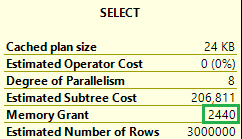 SELECT
Cached plan size 24 KB
Estimated Operator Cost 0 (0%)
Degree of Parallelism 8
Estimated Subtree Cost 206,811
Memory Grant 2440
Estimated Number of Rows 3000000